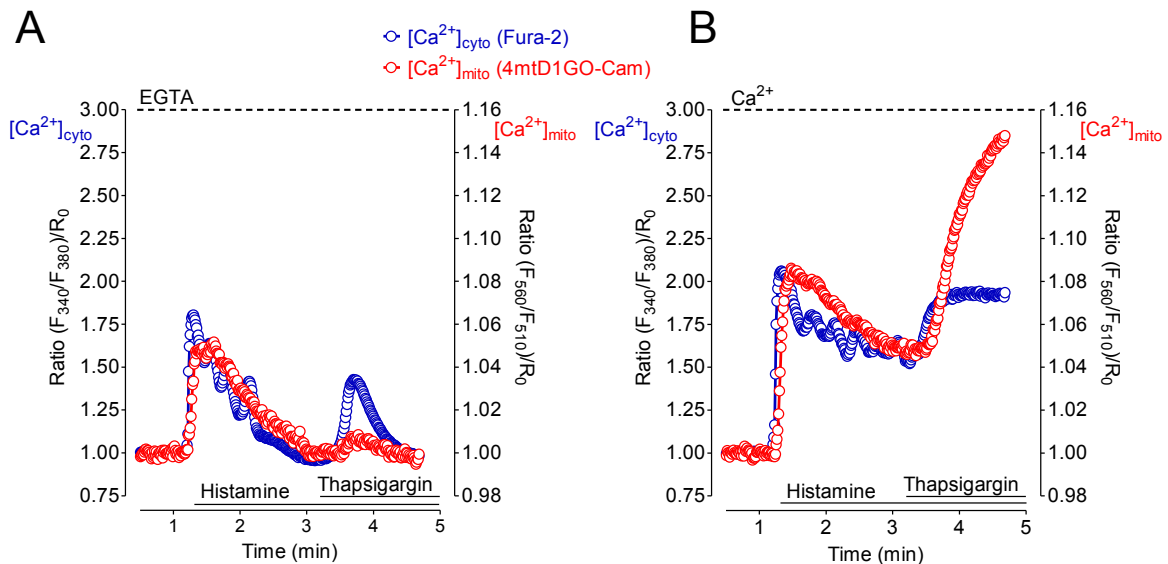 A
[Ca²⁺]cyto (Fura-2)
[Ca²⁺]mito (4mtD1GO-Cam)
B
EGTA
[Ca²⁺]cyto
[Ca²⁺]mito
3.00
2.75
2.50
2.25
2.00
1.75
1.50
1.25
1.00
0.75
Ratio (F₃₄₀/F₃₈₀)/R₀
1.16
1.14
1.12
1.10
1.08
1.06
1.04
1.02
1.00
0.98
Ratio (F₅₆₀/F₅₁₀)/R₀
Histamine
Thapsigargin
1 2 3 4 5
Time (min)
Ca²⁺
[Ca²⁺]cyto
[Ca²⁺]mito
3.00
2.75
2.50
2.25
2.00
1.75
1.50
1.25
1.00
0.75
Ratio (F₃₄₀/F₃₈₀)/R₀
1.16
1.14
1.12
1.10
1.08
1.06
1.04
1.02
1.00
0.98
Ratio (F₅₆₀/F₅₁₀)/R₀
Histamine
Thapsigargin
1 2 3 4 5
Time (min)